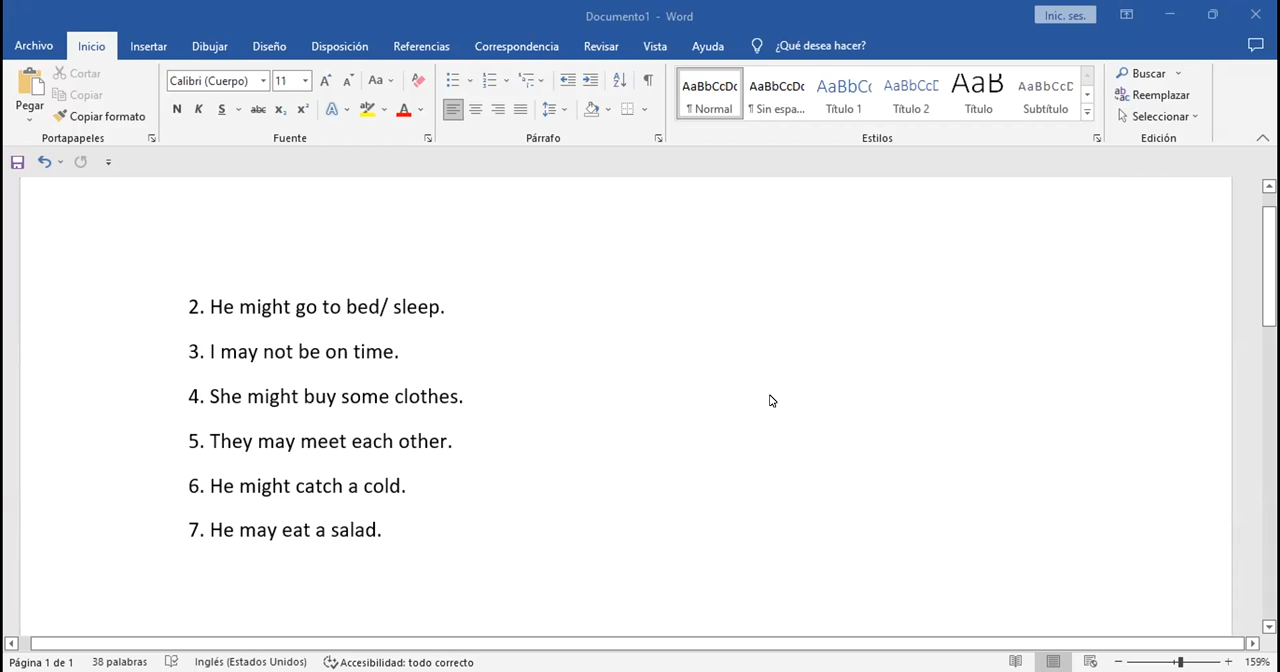 Documento1 - Word
Inic. ses.
Archivo Inicio Insertar Dibujar Diseño Disposición Referencias Correspondencia Revisar Vista Ayuda ¿Qué desea hacer?
Pegar
Cortar
Copiar
Copiar formato
Portapapeles
Calibri (Cuerpo) 11
Aa
N K S abc x₂ x² A A
Fuente
Párrafo
AaBbCcDc AaBbCcDc AaBbCc AaBbCcD AaB AaBbCcD
¶ Normal ¶ Sin espa... Título 1 Título 2 Título Subtítulo
Estilos
Buscar
Reemplazar
Seleccionar
Edición
2. He might go to bed/ sleep.
3. I may not be on time.
4. She might buy some clothes.
5. They may meet each other.
6. He might catch a cold.
7. He may eat a salad.
Página 1 de 1 38 palabras Inglés (Estados Unidos) Accesibilidad: todo correcto 159%